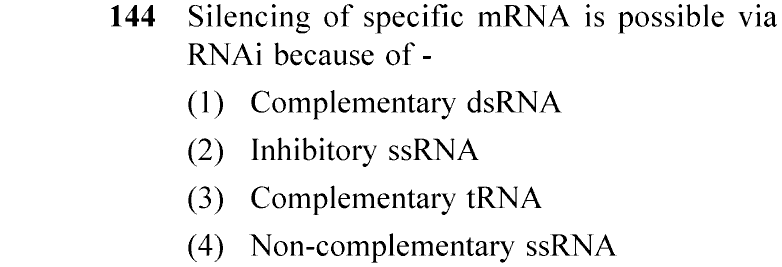 144 Silencing of specific mRNA is possible via
RNAi because of -
(1) Complementary dsRNA
(2) Inhibitory ssRNA
(3) Complementary tRNA
(4) Non-complementary ssRNA